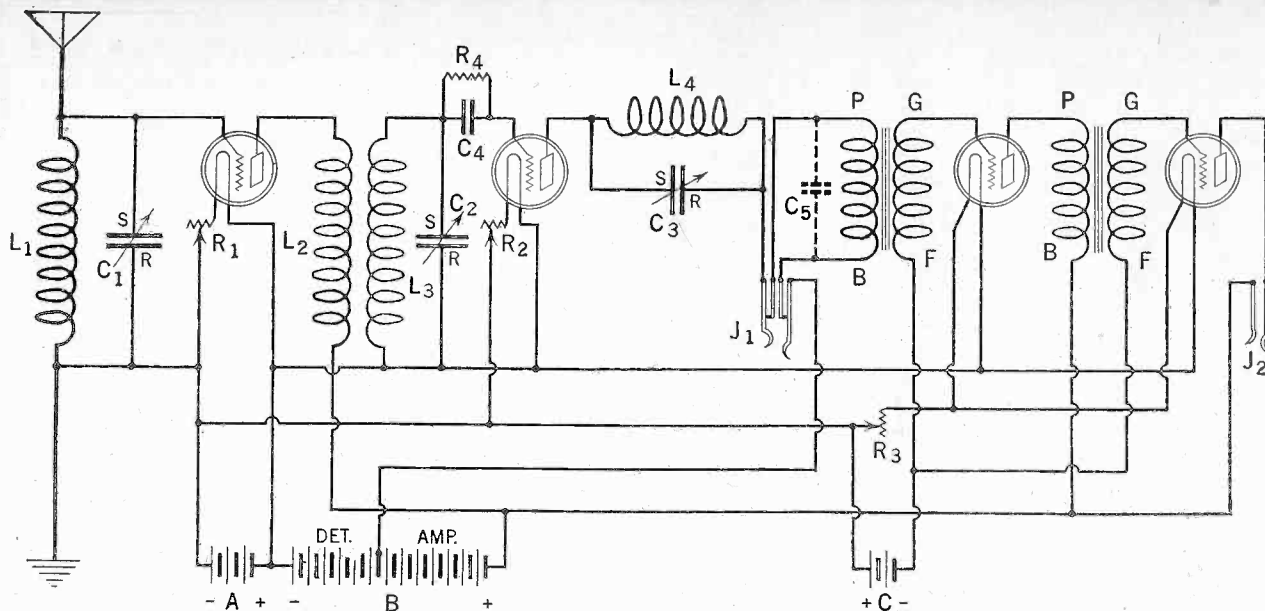 R4
C4
L4
P G P G
S C2
R
R2
S R
C3
C5
L1
S
C1 R
R1
L2
L3
B F B F
J1
J2
R3
DET. AMP.
- A + - B +
+ C -